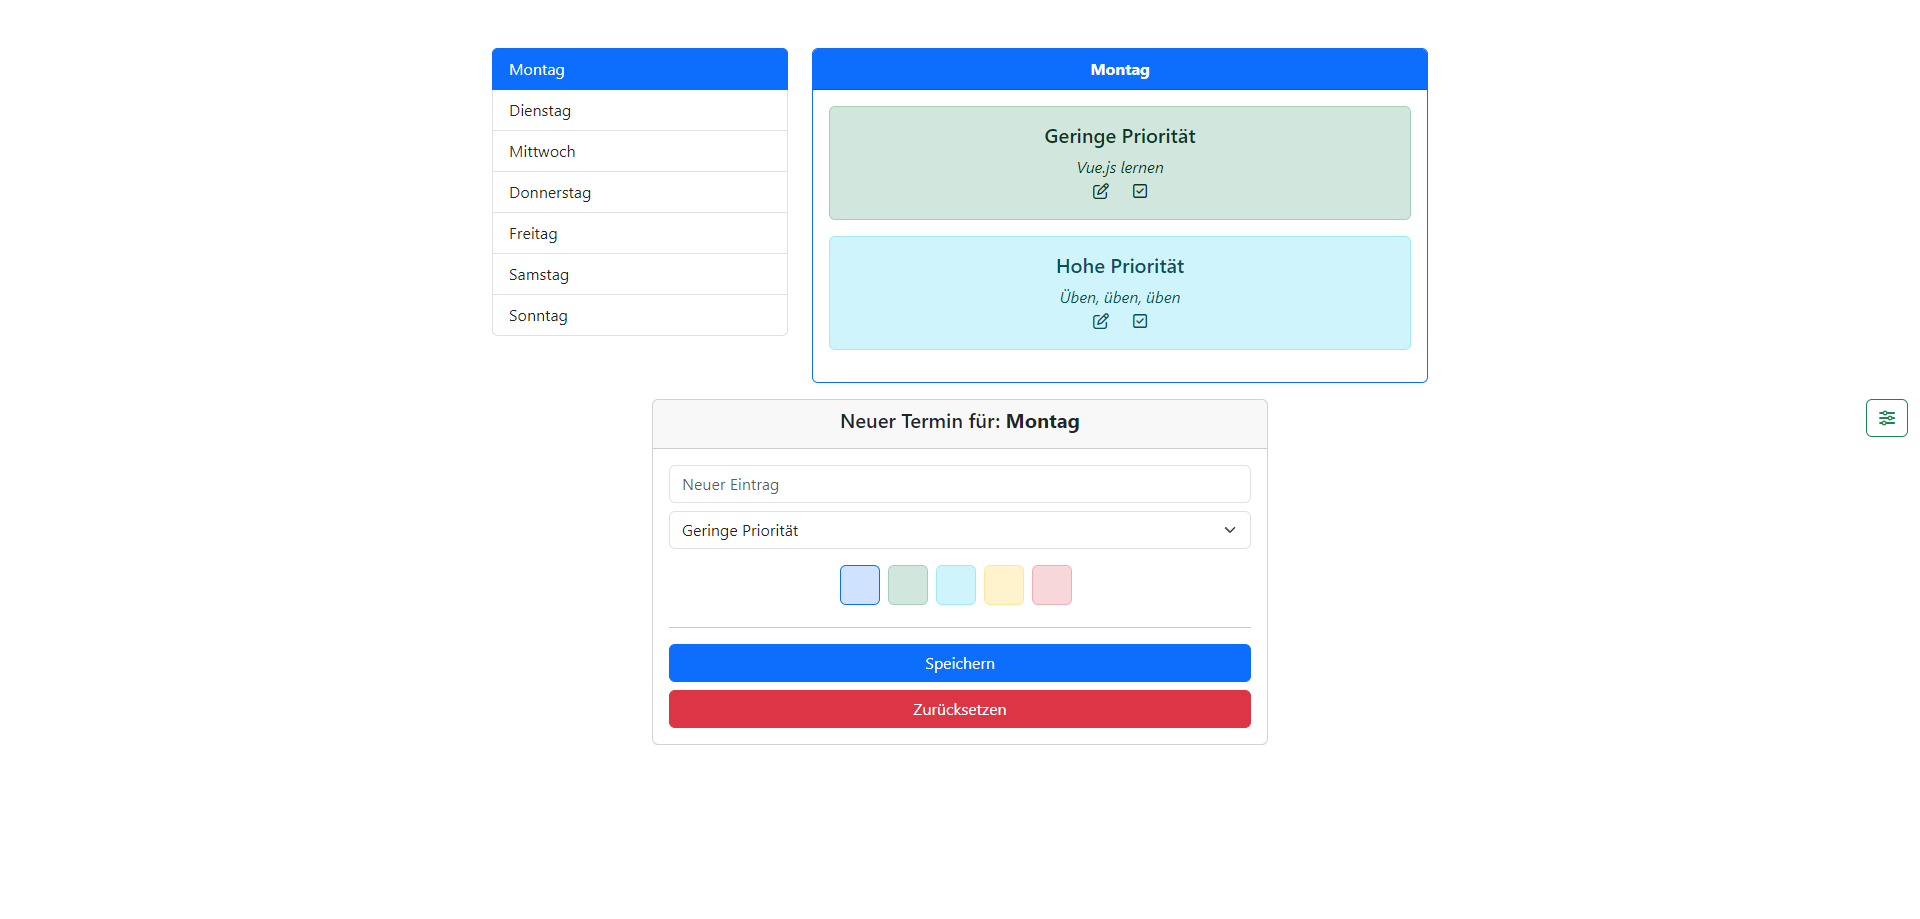 Montag
Dienstag
Mittwoch
Donnerstag
Freitag
Samstag
Sonntag
Montag
Geringe Priorität
Vue.js lernen
Hohe Priorität
Üben, üben, üben
Neuer Termin für: Montag
Neuer Eintrag
Geringe Priorität
Speichern
Zurücksetzen